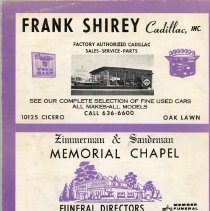 FRANK SHIREY Cadillac, INC.
FACTORY AUTHORIZED CADILLAC
SALES-SERVICE-PARTS
SEE OUR COMPLETE SELECTION OF FINE USED CARS
ALL MAKES-ALL MODELS
CALL 636-6600
10125 CICERO OAK LAWN
Zimmerman & Sandeman
MEMORIAL CHAPEL
FUNERAL DIRECTORS
MEMBER
FUNERAL